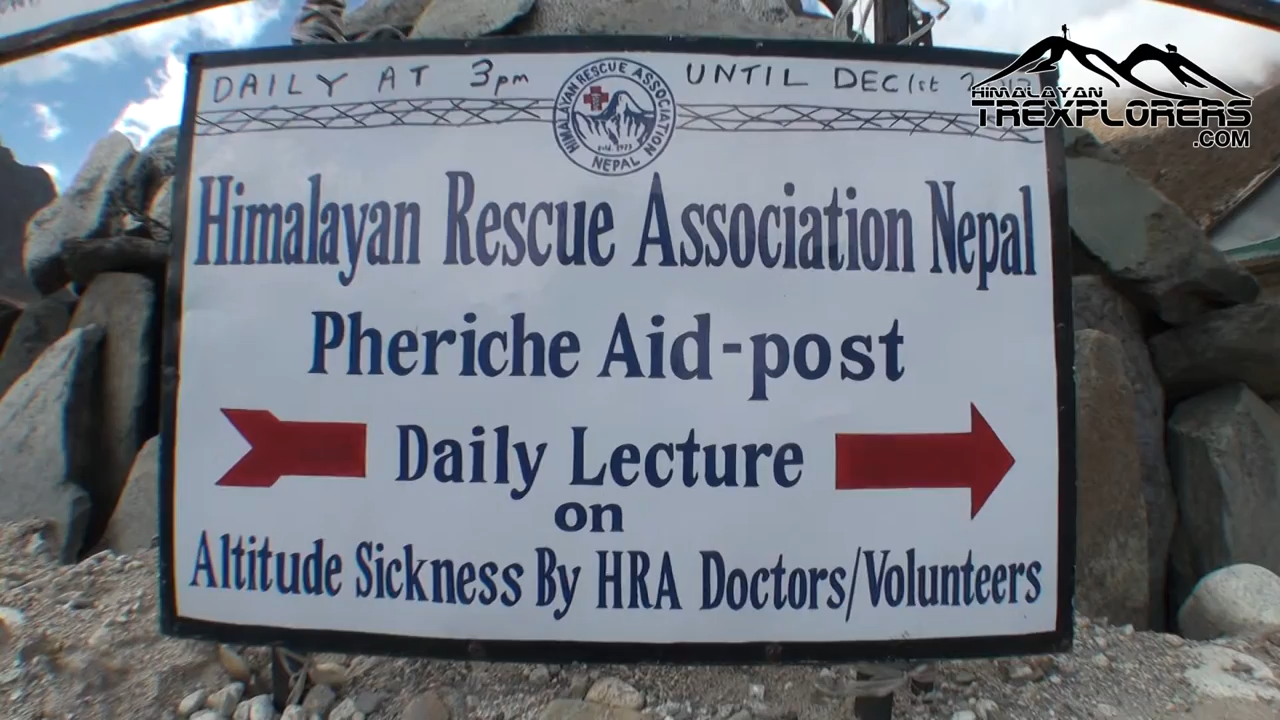 DAILY AT 3pm UNTIL DEC 1st
HIMALAYAN RESCUE ASSOCIATION
NEPAL
Himalayan Rescue Association Nepal
Pheriche Aid-post
Daily Lecture
on
Altitude Sickness By HRA Doctors/Volunteers
HIMALAYAN
TREXPLORERS
.COM